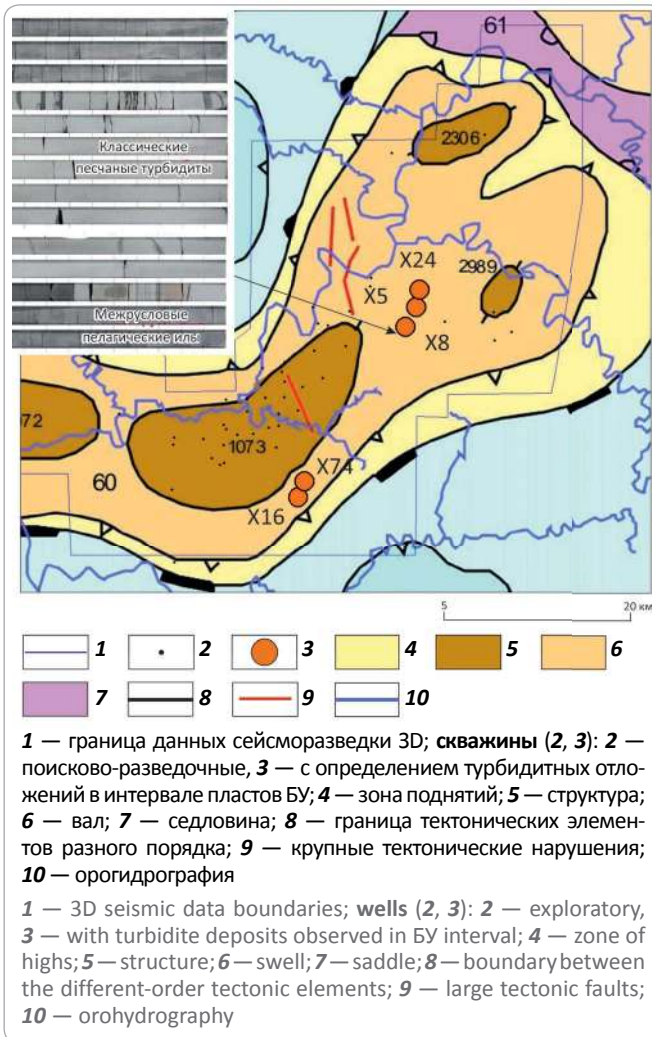 61
Классические
песчаные турбидиты
2306
X24
2989
X5
X8
Межрусловые
пелагические илы
72
1073
60
X74
X16
5 20 км
1 2 3 4 5 6
7 8 9 10
1 — граница данных сейсморазведки 3D; скважины (2, 3): 2 —
поисково-разведочные, 3 — с определением турбидитных отло-
жений в интервале пластов БУ; 4 — зона поднятий; 5 — структура;
6 — вал; 7 — седловина; 8 — граница тектонических элемен-
тов разного порядка; 9 — крупные тектонические нарушения;
10 — орогидрография
1 — 3D seismic data boundaries; wells (2, 3): 2 — exploratory,
3 — with turbidite deposits observed in БУ interval; 4 — zone of
highs; 5 — structure; 6 — swell; 7 — saddle; 8 — boundary between
the different-order tectonic elements; 9 — large tectonic faults;
10 — orohydrography